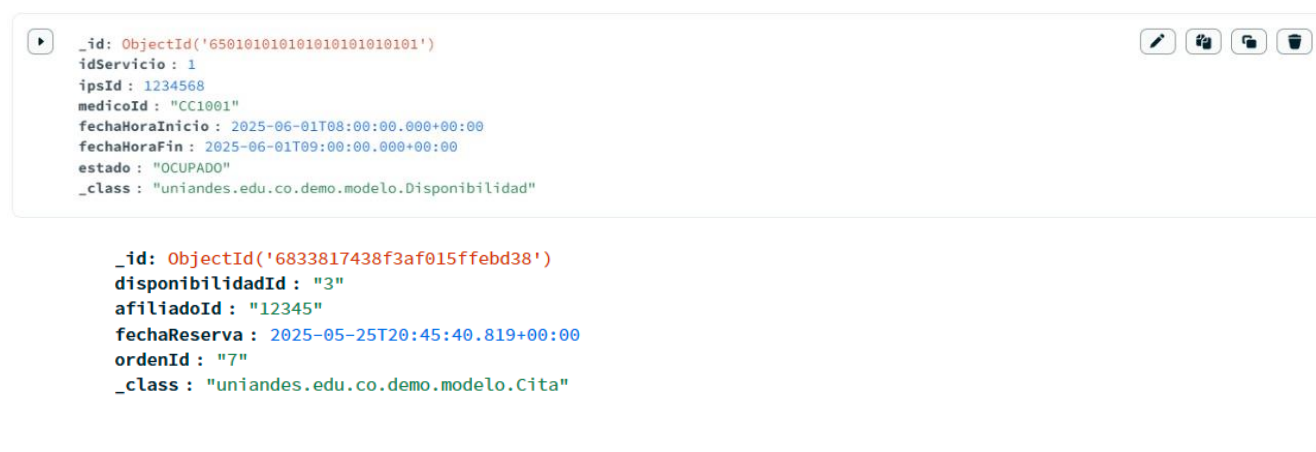 _id: ObjectId('650101010101010101010101')
idServicio : 1
ipsId : 1234568
medicoId : "CC1001"
fechaHoraInicio : 2025-06-01T08:00:00.000+00:00
fechaHoraFin : 2025-06-01T09:00:00.000+00:00
estado : "OCUPADO"
_class : "uniandes.edu.co.demo.modelo.Disponibilidad"
_id: ObjectId('6833817438f3af015ffebd38')
disponibilidadId : "3"
afiliadoId : "12345"
fechaReserva : 2025-05-25T20:45:40.819+00:00
ordenId : "7"
_class : "uniandes.edu.co.demo.modelo.Cita"